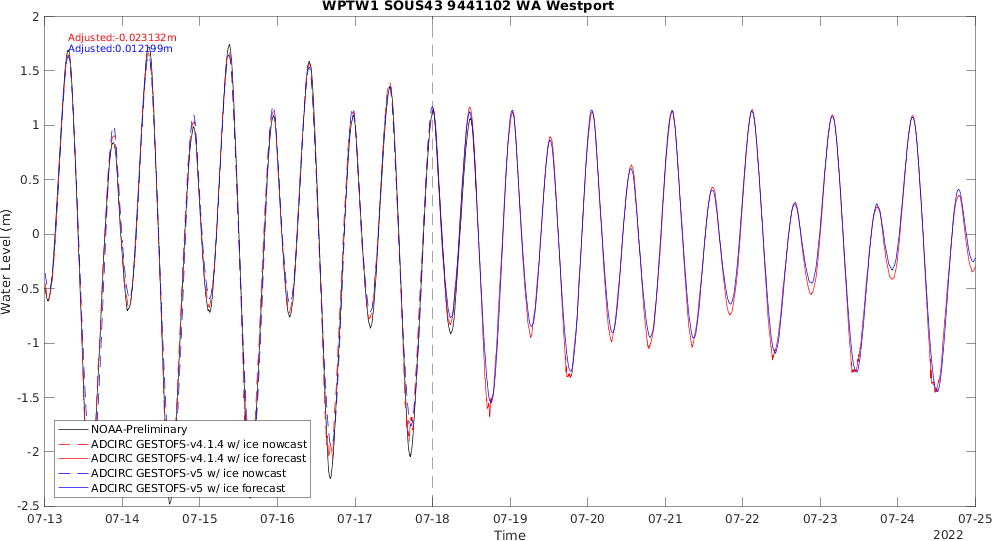 WPTW1 SOUS43 9441102 WA Westport
Adjusted:-0.023132m
Adjusted:0.012199m
Water Level (m)
2
1.5
1
0.5
0
-0.5
-1
-1.5
-2
-2.5
NOAA-Preliminary
ADCIRC GESTOFS-v4.1.4 w/ ice nowcast
ADCIRC GESTOFS-v4.1.4 w/ ice forecast
ADCIRC GESTOFS-v5 w/ ice nowcast
ADCIRC GESTOFS-v5 w/ ice forecast
07-13 07-14 07-15 07-16 07-17 07-18 07-19 07-20 07-21 07-22 07-23 07-24 07-25
Time
2022